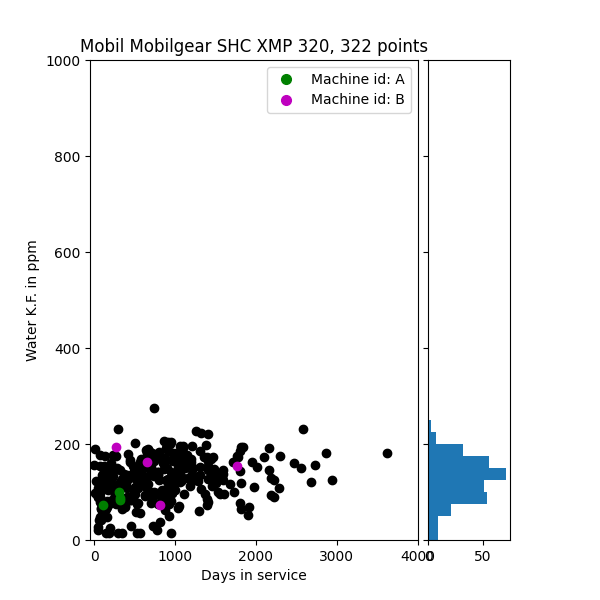 Mobil Mobilgear SHC XMP 320, 322 points
Machine id: A
Machine id: B
1000
800
600
400
200
0
Water K.F. in ppm
0 1000 2000 3000 4000
0 50
Days in service